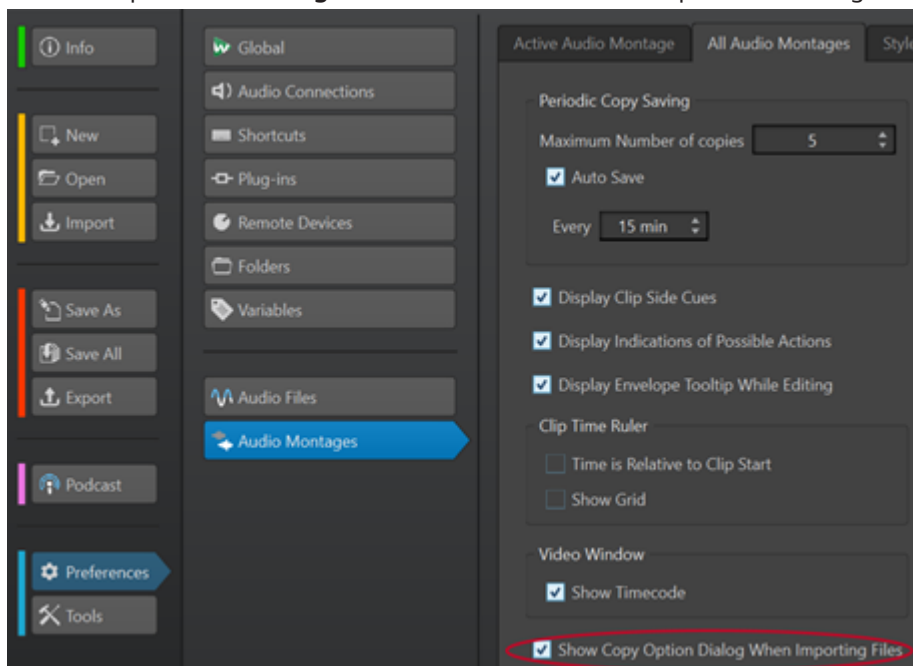 Info
New
Open
Import
Save As
Save All
Export
Podcast
Preferences
Tools
Global
Audio Connections
Shortcuts
Plug-ins
Remote Devices
Folders
Variables
Audio Files
Audio Montages
Active Audio Montage
All Audio Montages
Periodic Copy Saving
Maximum Number of copies 5
Auto Save
Every 15 min
Display Clip Side Cues
Display Indications of Possible Actions
Display Envelope Tooltip While Editing
Clip Time Ruler
Time is Relative to Clip Start
Show Grid
Video Window
Show Timecode
Show Copy Option Dialog When Importing Files